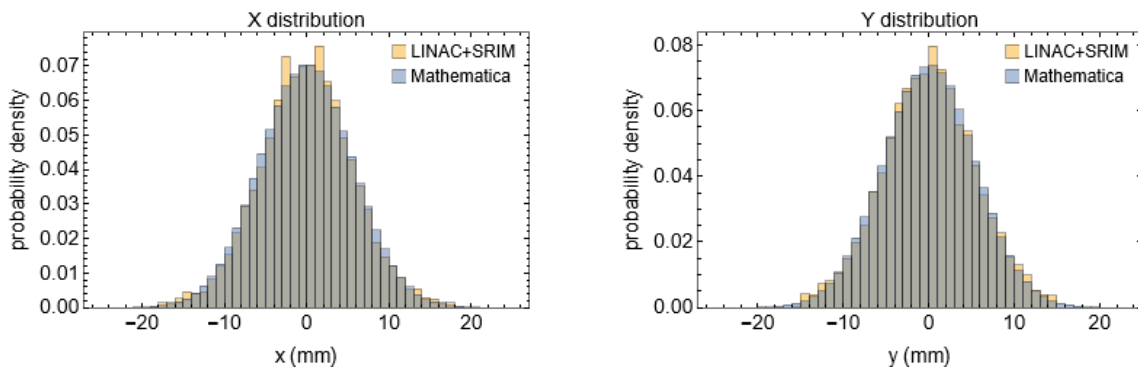 X distribution
LINAC+SRIM
Mathematica
probability density
0.07
0.06
0.05
0.04
0.03
0.02
0.01
0.00
−20 −10 0 10 20
x (mm)
Y distribution
LINAC+SRIM
Mathematica
probability density
0.08
0.06
0.04
0.02
0.00
−20 −10 0 10 20
y (mm)